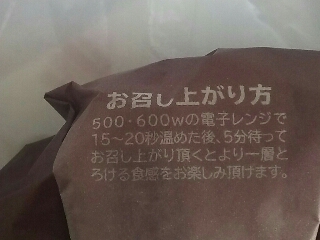 お召し上がり方
500・600wの電子レンジで
15〜20秒温めた後、5分待って
お召し上がり頂くとより一層と
ろける食感をお楽しみ頂けます。